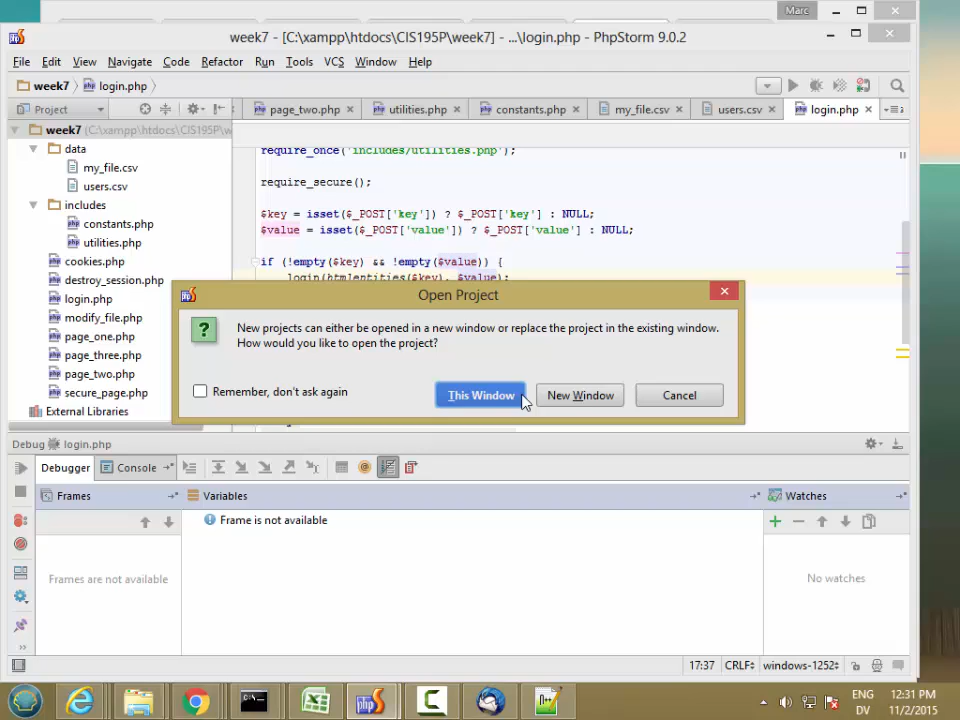 Marc
week7 - [C:\xampp\htdocs\CIS195P\week7] - ...\login.php - PhpStorm 9.0.2
File Edit View Navigate Code Refactor Run Tools VCS Window Help
week7 login.php
Project
page_two.php utilities.php constants.php my_file.csv users.csv login.php
week7 (C:\xampp\htdocs\CIS195P\w
data
my_file.csv
users.csv
includes
constants.php
utilities.php
cookies.php
destroy_session.php
login.php
modify_file.php
page_one.php
page_three.php
page_two.php
secure_page.php
External Libraries
require_once('includes/utilities.php');
require_secure();
$key = isset($_POST['key']) ? $_POST['key'] : NULL;
$value = isset($_POST['value']) ? $_POST['value'] : NULL;
if (!empty($key) && !empty($value)) {
login(htmlentities($key), $value);
Open Project
?
New projects can either be opened in a new window or replace the project in the existing window.
How would you like to open the project?
Remember, don't ask again
This Window New Window Cancel
Debug login.php
Debugger Console
Frames Variables Watches
Frame is not available
Frames are not available
No watches
17:37 CRLF windows-1252
ENG 12:31 PM
DV 11/2/2015